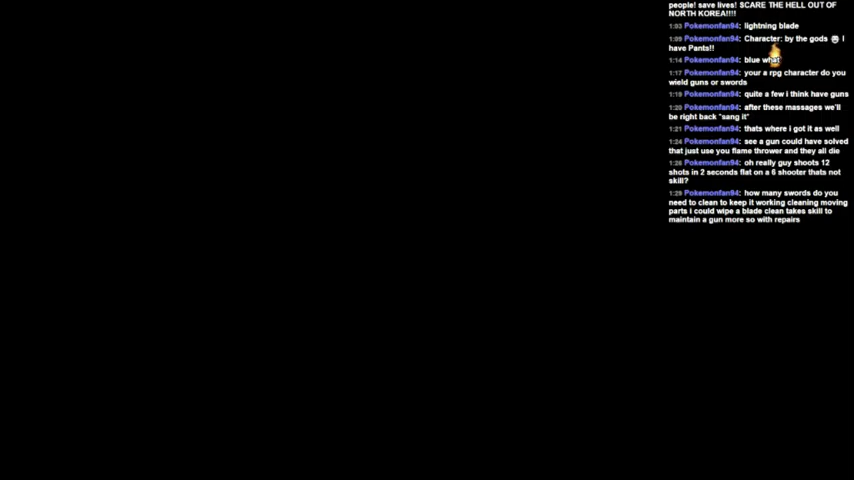 people! save lives! SCARE THE HELL OUT OF
NORTH KOREA!!!!
1:03 Pokemonfan94: lightning blade
1:09 Pokemonfan94: Character: by the gods I
have Pants!!
1:14 Pokemonfan94: blue what
1:17 Pokemonfan94: your a rpg character do you
wield guns or swords
1:19 Pokemonfan94: quite a few i think have guns
1:20 Pokemonfan94: after these massages we'll
be right back "sang it"
1:21 Pokemonfan94: thats where i got it as well
1:24 Pokemonfan94: see a gun could have solved
that just use you flame thrower and they all die
1:26 Pokemonfan94: oh really guy shoots 12
shots in 2 seconds flat on a 6 shooter thats not
skill?
1:29 Pokemonfan94: how many swords do you
need to clean to keep it working cleaning moving
parts i could wipe a blade clean takes skill to
maintain a gun more so with repairs